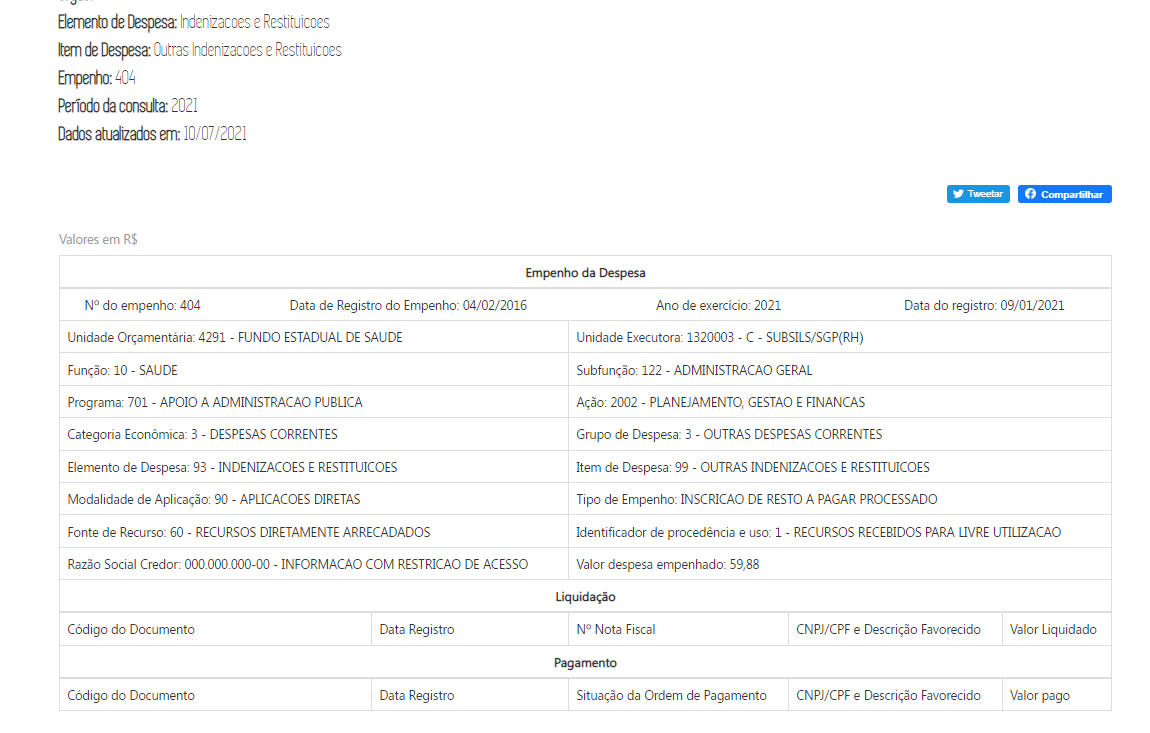 Elemento de Despesa: Indenizacoes e Restituicoes
Item de Despesa: Outras Indenizacoes e Restituicoes
Empenho: 404
Período da consulta: 2021
Dados atualizados em: 10/07/2021
Tweetar Compartilhar
Valores em R$
Empenho da Despesa
Nº do empenho: 404 Data de Registro do Empenho: 04/02/2016 Ano de exercício: 2021 Data do registro: 09/01/2021
Unidade Orçamentária: 4291 - FUNDO ESTADUAL DE SAUDE Unidade Executora: 1320003 - C - SUBSILS/SGP(RH)
Função: 10 - SAUDE Subfunção: 122 - ADMINISTRACAO GERAL
Programa: 701 - APOIO A ADMINISTRACAO PUBLICA Ação: 2002 - PLANEJAMENTO, GESTAO E FINANCAS
Categoria Econômica: 3 - DESPESAS CORRENTES Grupo de Despesa: 3 - OUTRAS DESPESAS CORRENTES
Elemento de Despesa: 93 - INDENIZACOES E RESTITUICOES Item de Despesa: 99 - OUTRAS INDENIZACOES E RESTITUICOES
Modalidade de Aplicação: 90 - APLICACOES DIRETAS Tipo de Empenho: INSCRICAO DE RESTO A PAGAR PROCESSADO
Fonte de Recurso: 60 - RECURSOS DIRETAMENTE ARRECADADOS Identificador de procedência e uso: 1 - RECURSOS RECEBIDOS PARA LIVRE UTILIZACAO
Razão Social Credor: 000.000.000-00 - INFORMACAO COM RESTRICAO DE ACESSO Valor despesa empenhado: 59,88
Liquidação
Código do Documento Data Registro Nº Nota Fiscal CNPJ/CPF e Descrição Favorecido Valor Liquidado
Pagamento
Código do Documento Data Registro Situação da Ordem de Pagamento CNPJ/CPF e Descrição Favorecido Valor pago